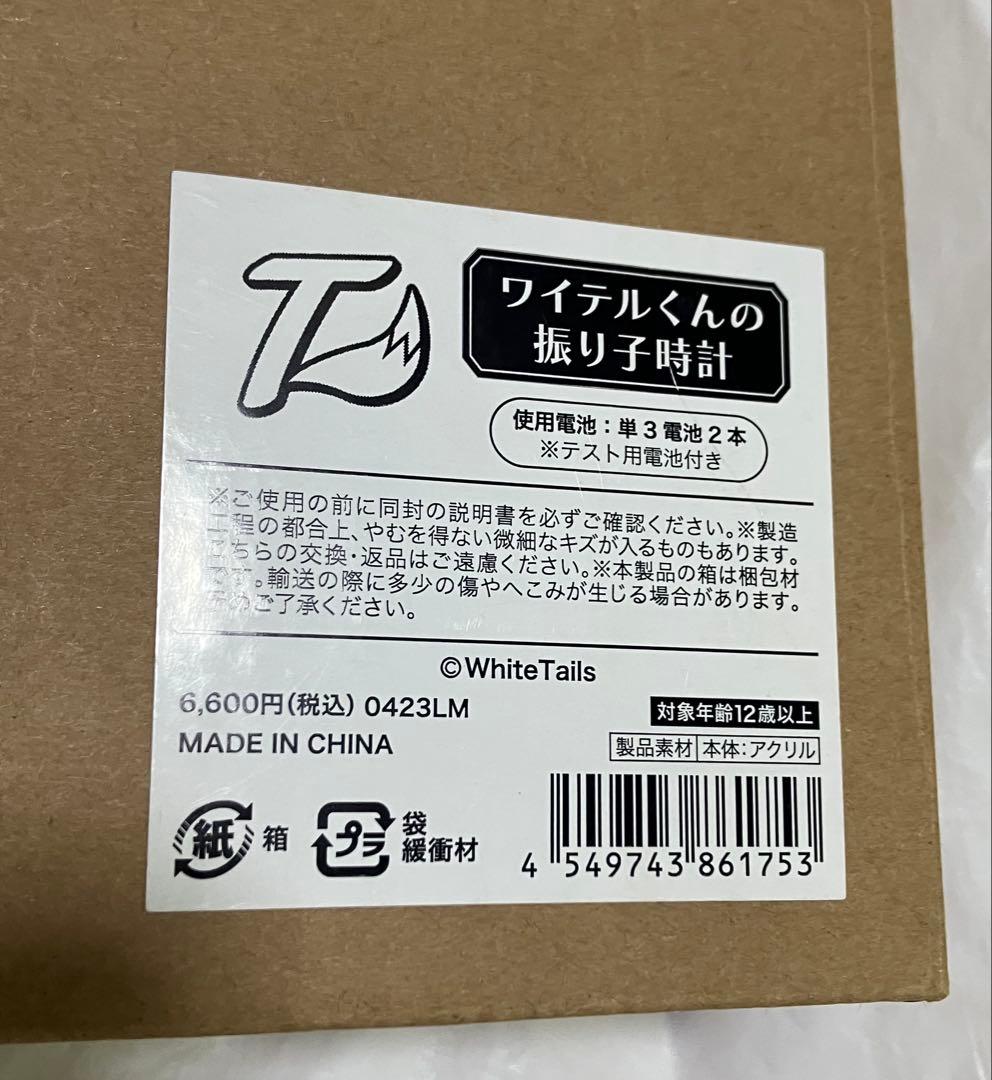 T
ワイテルくんの
振り子時計
使用電池：単3電池2本
※テスト用電池付き
※ご使用の前に同封の説明書を必ずご確認ください。※製造
工程の都合上、やむを得ない微細なキズが入るものもあります。
こちらの交換・返品はご遠慮ください。※本製品の箱は梱包材
です。輸送の際に多少の傷やへこみが生じる場合があります。
予めご了承ください。
©WhiteTails
6,600円(税込) 0423LM
対象年齢12歳以上
MADE IN CHINA
製品素材 本体：アクリル
紙 箱
プラ 袋
緩衝材
4 549743 861753